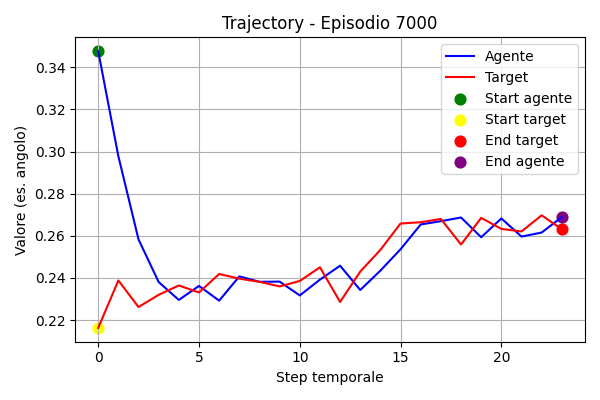 Trajectory - Episodio 7000
Valore (es. angolo)
0.34
0.32
0.30
0.28
0.26
0.24
0.22
Agente
Target
Start agente
Start target
End target
End agente
0 5 10 15 20
Step temporale